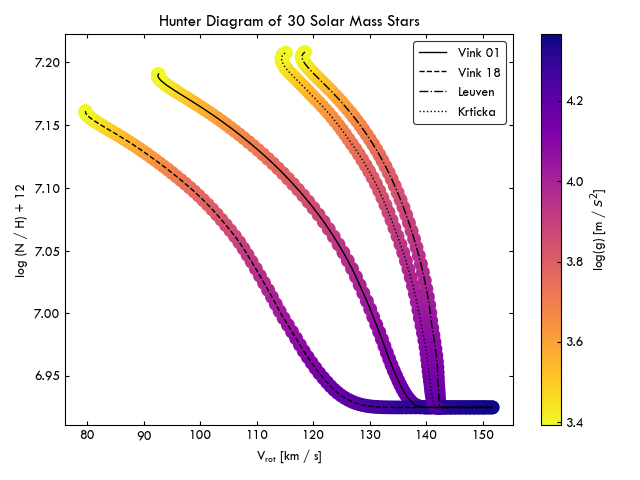 Hunter Diagram of 30 Solar Mass Stars
log (N / H) + 12
7.20
7.15
7.10
7.05
7.00
6.95
80 90 100 110 120 130 140 150
V_rot [km / s]
Vink 01
Vink 18
Leuven
Krticka
4.2
4.0
3.8
3.6
3.4
log(g) [m / s²]